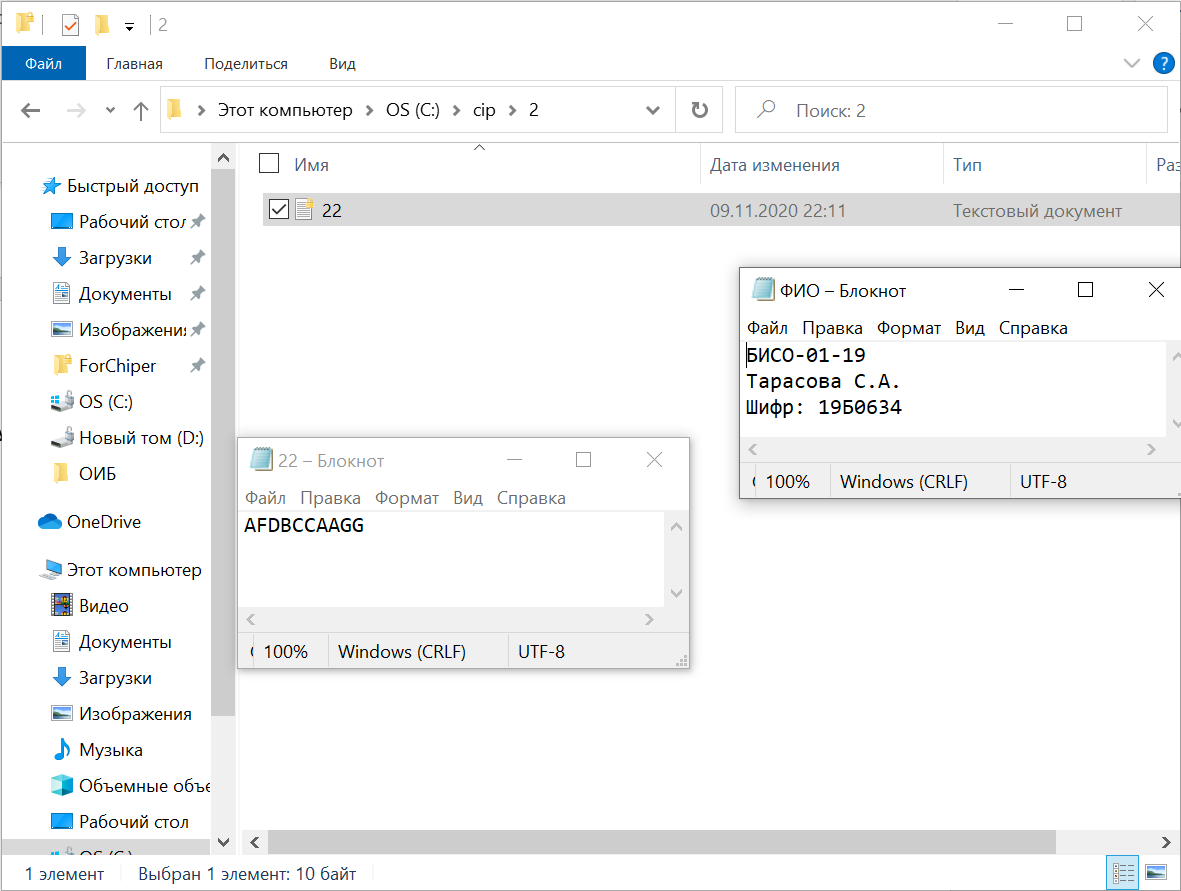 2
Файл Главная Поделиться Вид
Этот компьютер OS (C:) cip 2 Поиск: 2
Имя Дата изменения Тип Раз
22 09.11.2020 22:11 Текстовый документ
Быстрый доступ
Рабочий стол
Загрузки
Документы
Изображения
ForChiper
OS (C:)
Новый том (D:)
ОИБ
OneDrive
Этот компьютер
Видео
Документы
Загрузки
Изображения
Музыка
Объемные объе
Рабочий стол
OS (C:)
ФИО – Блокнот
Файл Правка Формат Вид Справка
БИСО-01-19
Тарасова С.А.
Шифр: 19Б0634
100% Windows (CRLF) UTF-8
22 – Блокнот
Файл Правка Формат Вид Справка
AFDBCCAAGG
100% Windows (CRLF) UTF-8
1 элемент Выбран 1 элемент: 10 байт